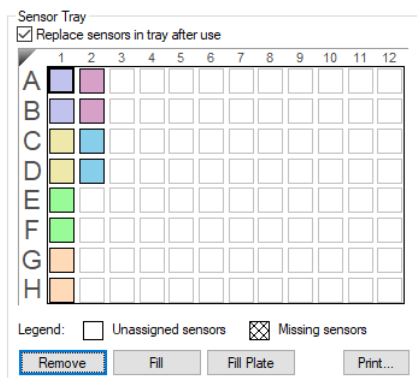 Sensor Tray
Replace sensors in tray after use
1 2 3 4 5 6 7 8 9 10 11 12
A
B
C
D
E
F
G
H
Legend: Unassigned sensors Missing sensors
Remove Fill Fill Plate Print...